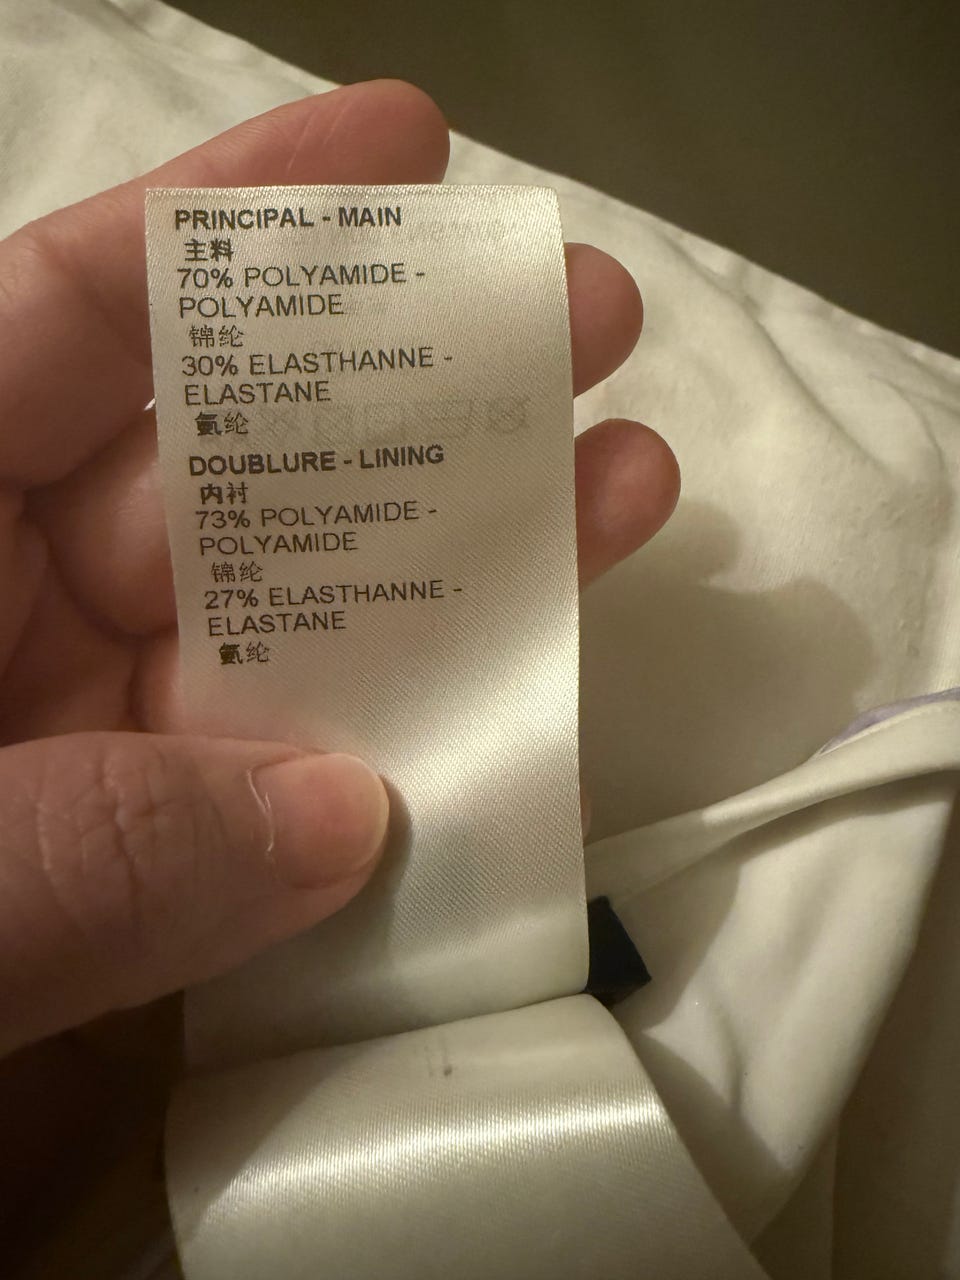 PRINCIPAL - MAIN
主料
70% POLYAMIDE -
POLYAMIDE
锦纶
30% ELASTHANNE -
ELASTANE
氨纶
DOUBLURE - LINING
内衬
73% POLYAMIDE -
POLYAMIDE
锦纶
27% ELASTHANNE -
ELASTANE
氨纶